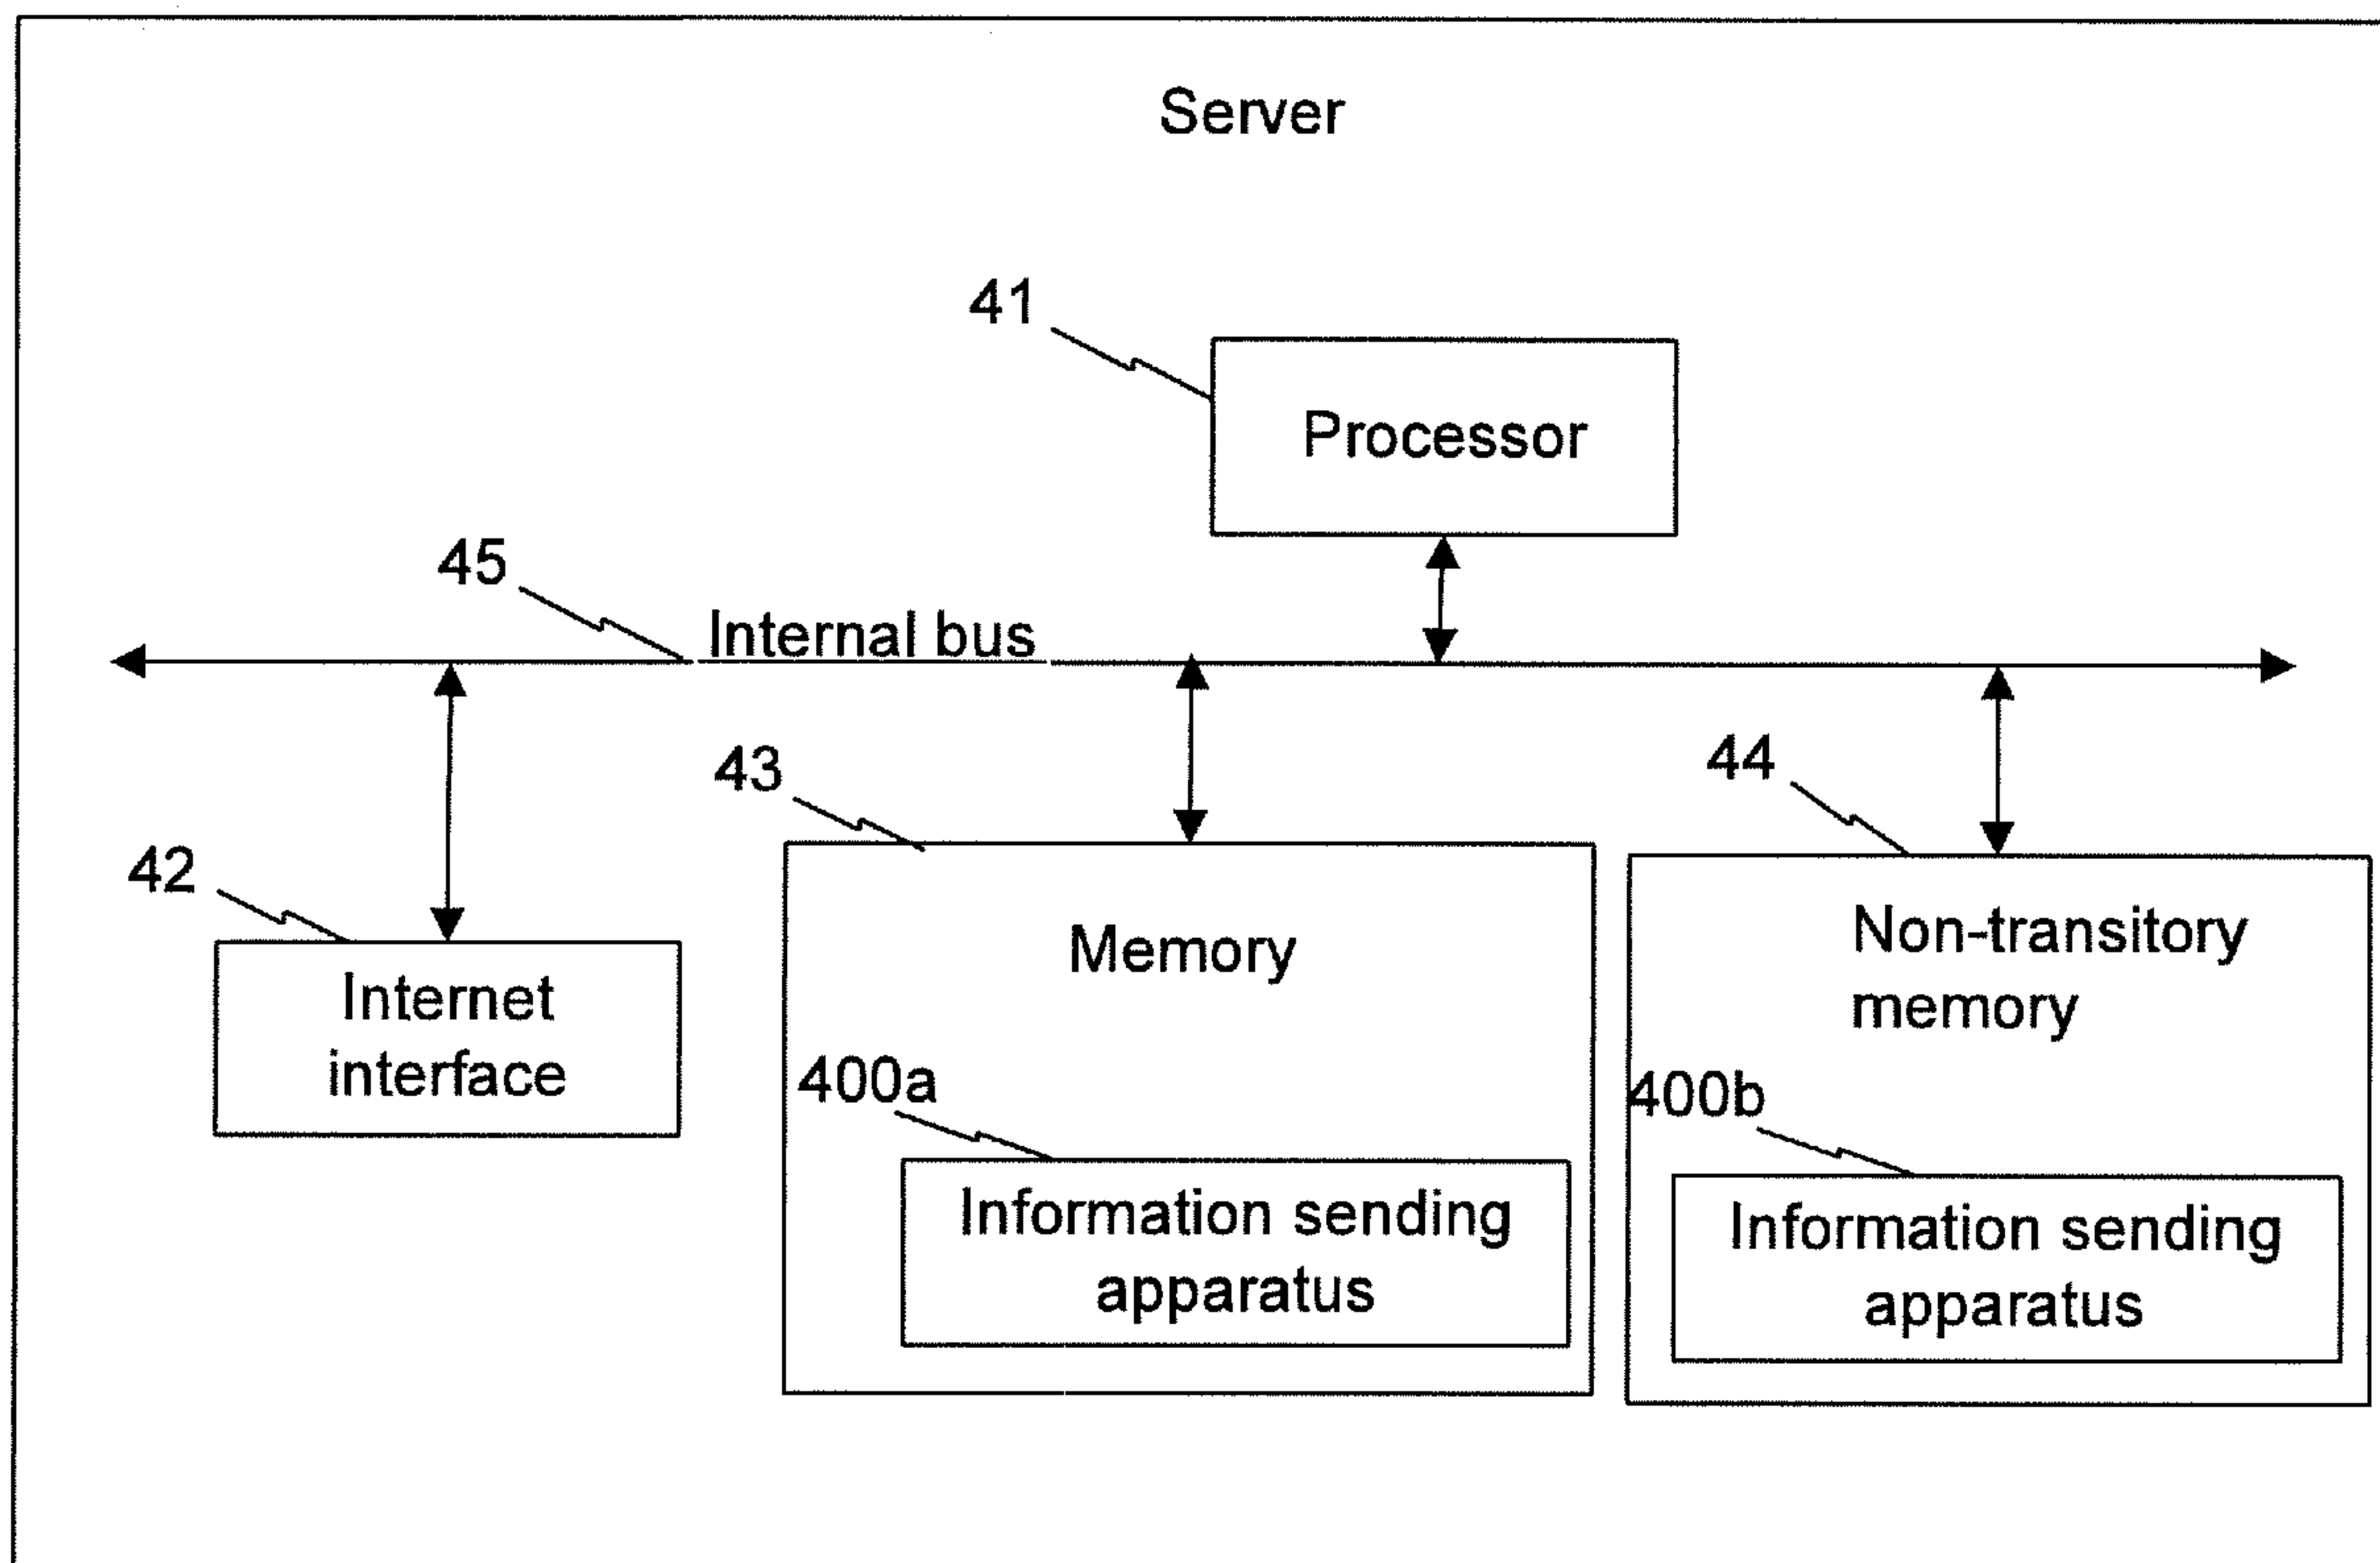 Server
41
Processor
45
Internal bus
43
44
42
Internet
interface
Memory
Non-transitory
memory
400a
400b
Information sending
apparatus
Information sending
apparatus